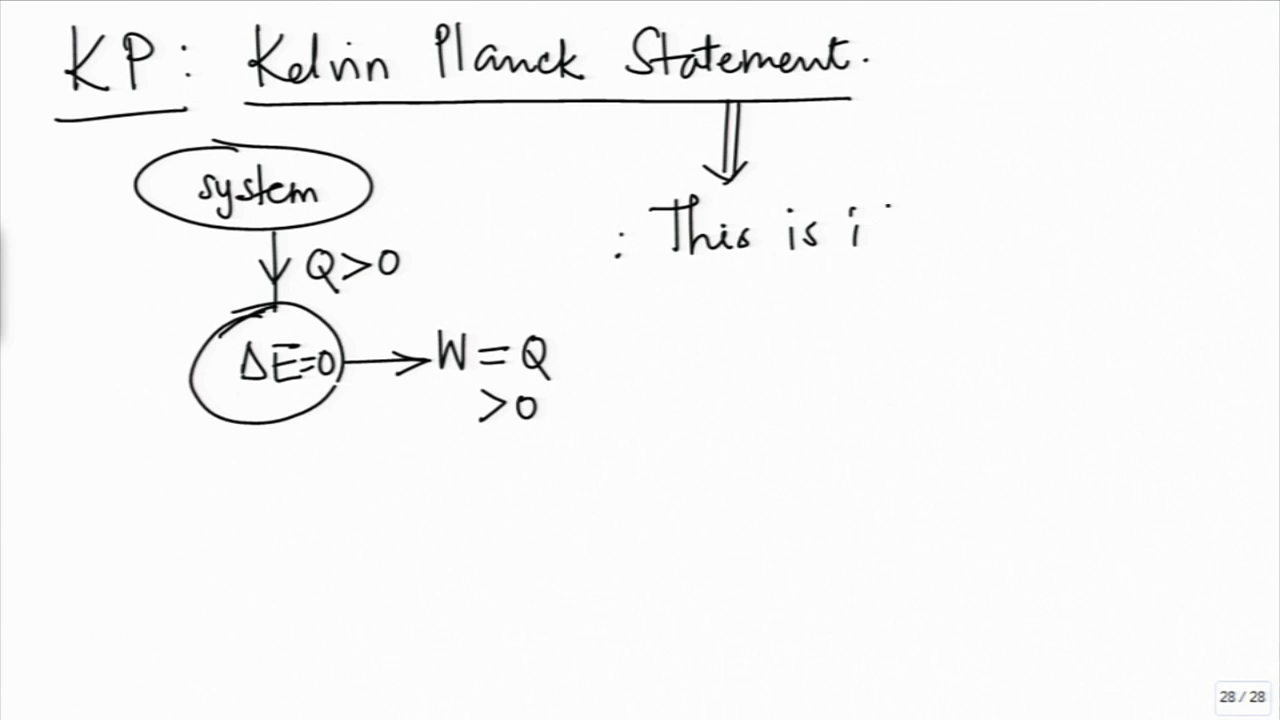 KP: Kelvin Planck Statement.
system
Q>0
: This is i
ΔE=0 → W = Q
>0
28 / 28